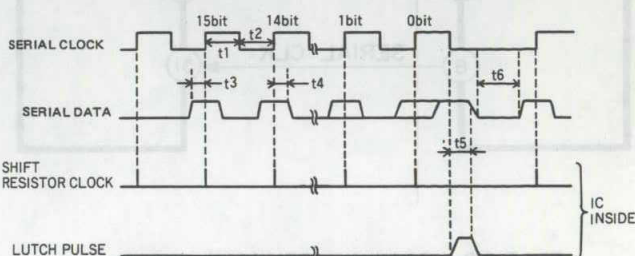 15bit 14bit 1bit 0bit
SERIAL CLOCK
t1 t2
t3 t4 t6
SERIAL DATA
t5
SHIFT
RESISTOR CLOCK
IC
INSIDE
LUTCH PULSE